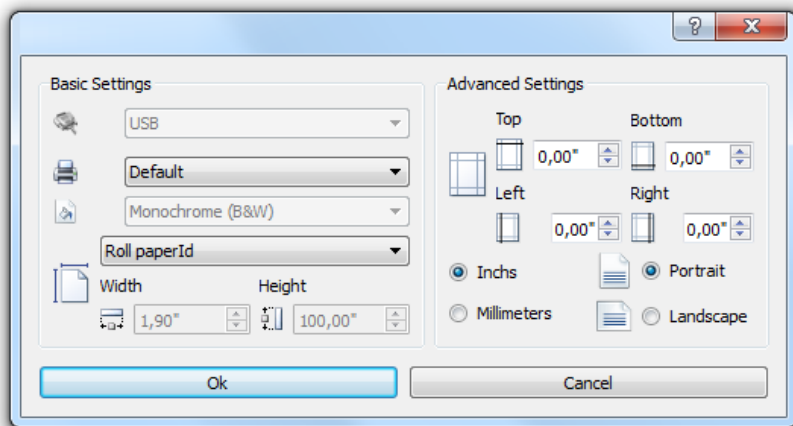 Basic Settings
USB
Default
Monochrome (B&W)
Roll paperId
Width Height
1,90" 100,00"
Advanced Settings
Top Bottom
0,00" 0,00"
Left Right
0,00" 0,00"
Inchs Portrait
Millimeters Landscape
Ok Cancel